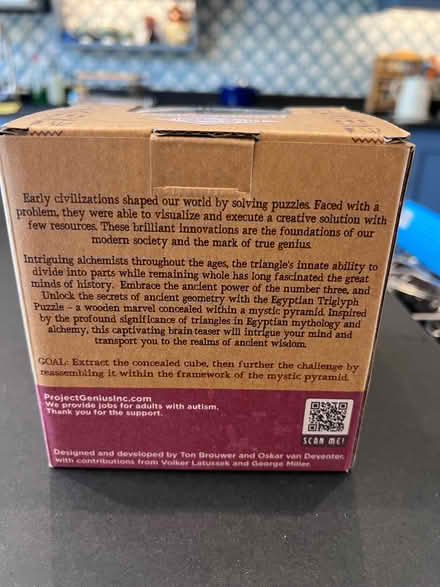 Early civilizations shaped our world by solving puzzles. Faced with a
problem, they were able to visualize and execute a creative solution with
few resources. These brilliant innovations are the foundations of our
modern society and the mark of true genius.
Intriguing alchemists throughout the ages, the triangle's innate ability to
divide into parts while remaining whole has long fascinated the great
minds of history. Embrace the ancient power of the number three, and
Unlock the secrets of ancient geometry with the Egyptian Triglyph
Puzzle - a wooden marvel concealed within a mystic pyramid. Inspired
by the profound significance of triangles in Egyptian mythology and
alchemy, this captivating brain-teaser will intrigue your mind and
transport you to the realms of ancient wisdom.
GOAL: Extract the concealed cube, then further the challenge by
reassembling it within the framework of the mystic pyramid.
ProjectGeniusInc.com
We provide jobs for adults with autism.
Thank you for the support.
SCAN ME!
Designed and developed by Ton Brouwer and Oskar van Deventer,
with contributions from Volker Latussek and George Miller.